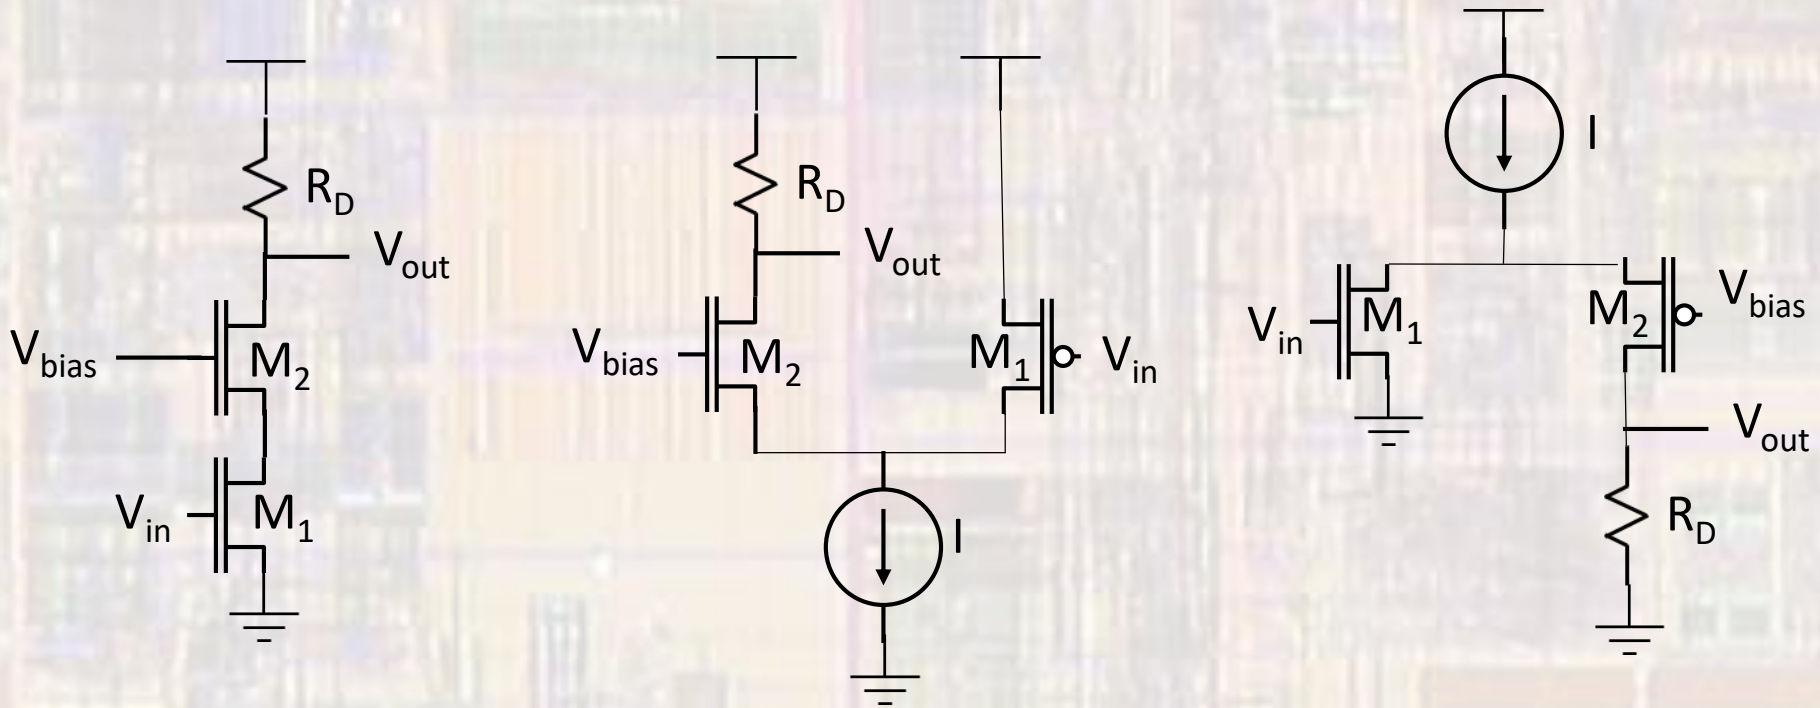 R_D
V_out
V_bias
M_2
V_in
M_1
R_D
V_out
V_bias
M_2
M_1
V_in
I
I
V_in
M_1
M_2
V_bias
V_out
R_D